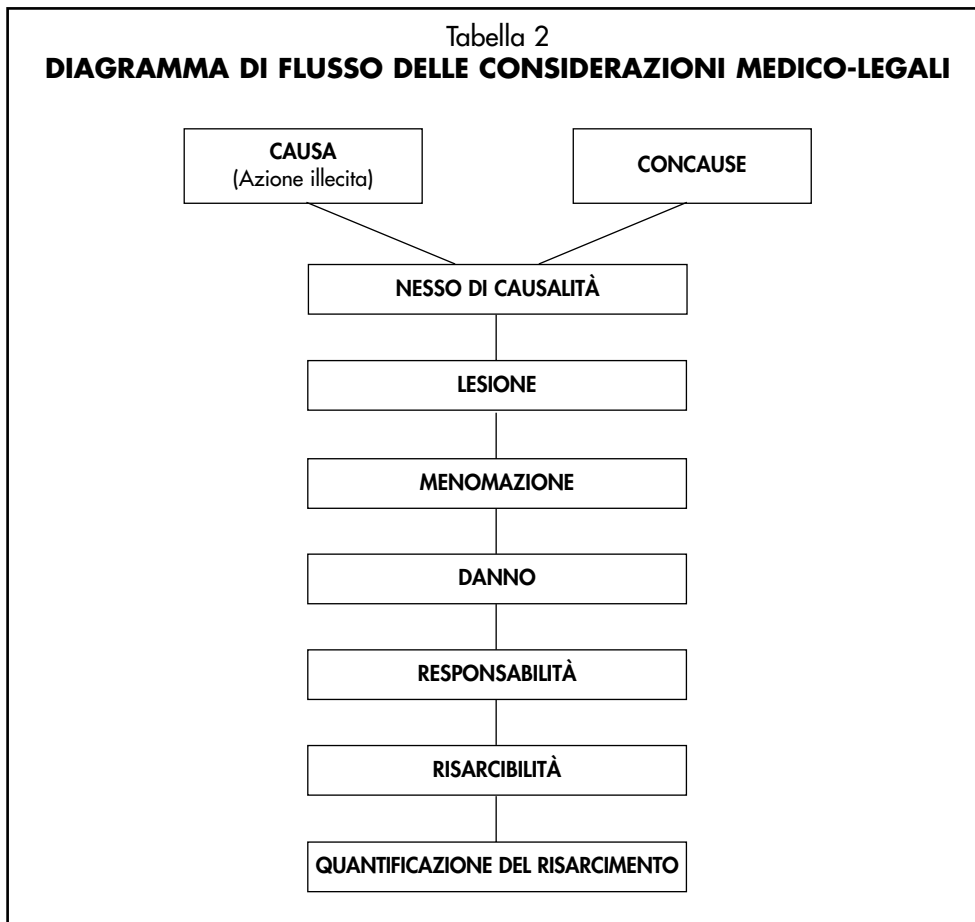 Tabella 2
DIAGRAMMA DI FLUSSO DELLE CONSIDERAZIONI MEDICO-LEGALI
CAUSA
(Azione illecita)
CONCAUSE
NESSO DI CAUSALITÀ
LESIONE
MENOMAZIONE
DANNO
RESPONSABILITÀ
RISARCIBILITÀ
QUANTIFICAZIONE DEL RISARCIMENTO